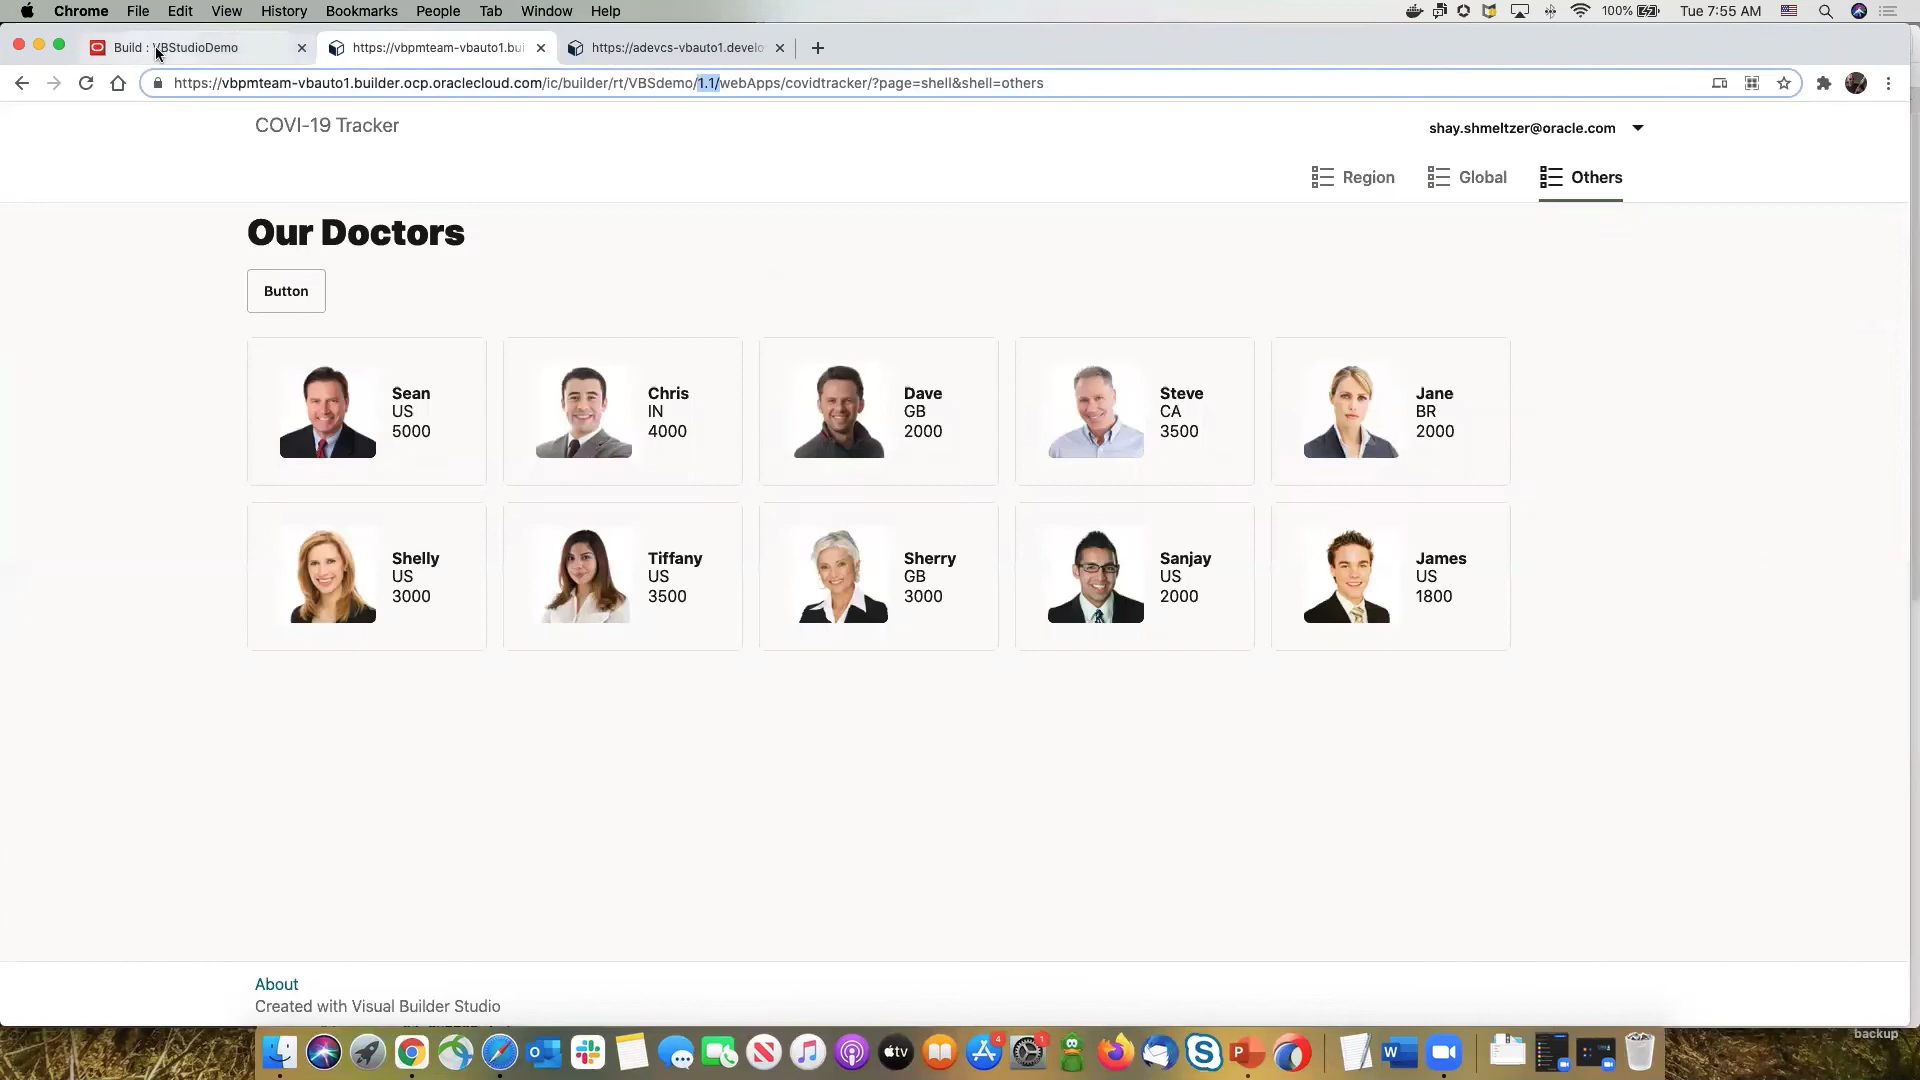 Chrome File Edit View History Bookmarks People Tab Window Help 100% Tue 7:55 AM
Build : VBStudioDemo https://vbpmteam-vbauto1.bui https://adevcs-vbauto1.develo
https://vbpmteam-vbauto1.builder.ocp.oraclecloud.com/ic/builder/rt/VBSdemo/1.1/webApps/covidtracker/?page=shell&shell=others
COVI-19 Tracker
shay.shmeltzer@oracle.com
Region Global Others
Our Doctors
Button
Sean
US
5000
Chris
IN
4000
Dave
GB
2000
Steve
CA
3500
Jane
BR
2000
Shelly
US
3000
Tiffany
US
3500
Sherry
GB
3000
Sanjay
US
2000
James
US
1800
About
Created with Visual Builder Studio
backup
tv
4
1